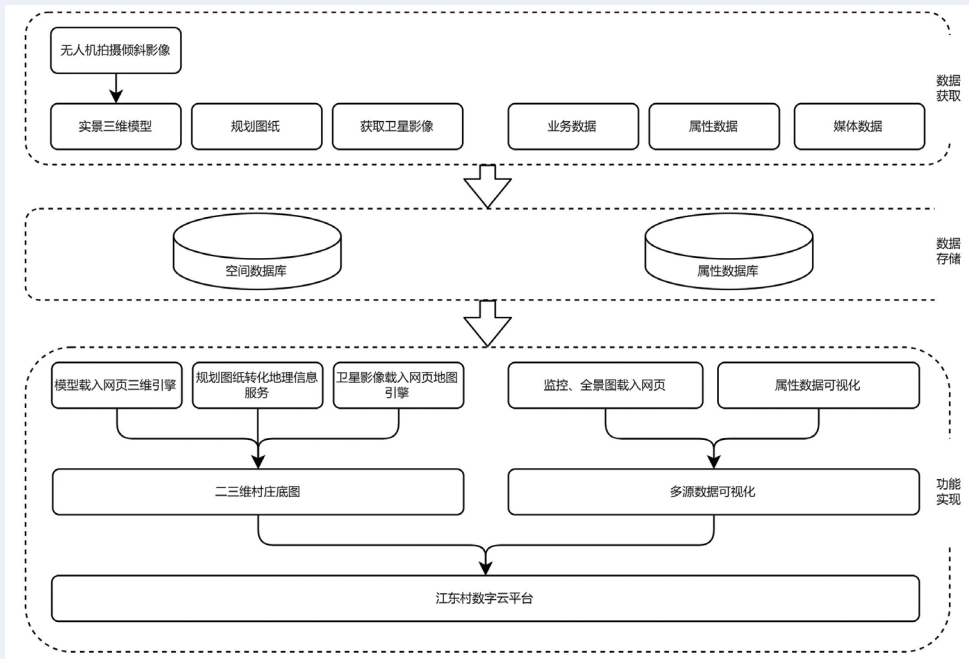 无人机拍摄倾斜影像
数据
获取
实景三维模型
规划图纸
获取卫星影像
业务数据
属性数据
媒体数据
空间数据库
属性数据库
数据
存储
模型载入网页三维引擎
规划图纸转化地理信息
服务
卫星影像载入网页地图
引擎
监控、全景图载入网页
属性数据可视化
二三维村庄底图
多源数据可视化
功能
实现
江东村数字云平台